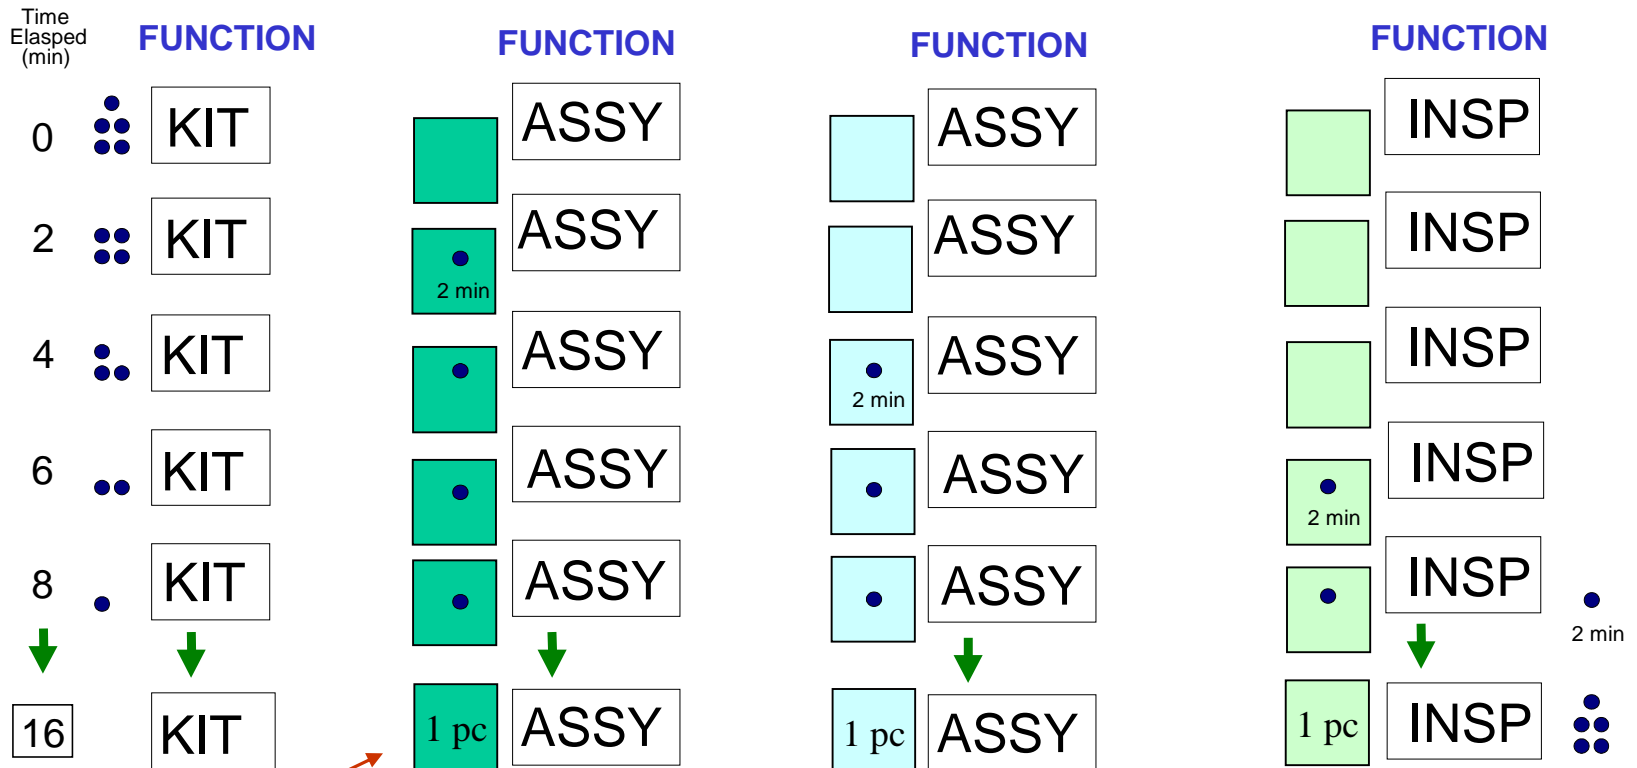 Time
Elasped
(min)
FUNCTION
FUNCTION
FUNCTION
FUNCTION
0
KIT
ASSY
ASSY
INSP
2
KIT
ASSY
ASSY
INSP
2 min
4
KIT
ASSY
ASSY
INSP
2 min
6
KIT
ASSY
ASSY
INSP
2 min
8
KIT
ASSY
ASSY
INSP
2 min
16
KIT
1 pc
ASSY
1 pc
ASSY
1 pc
INSP